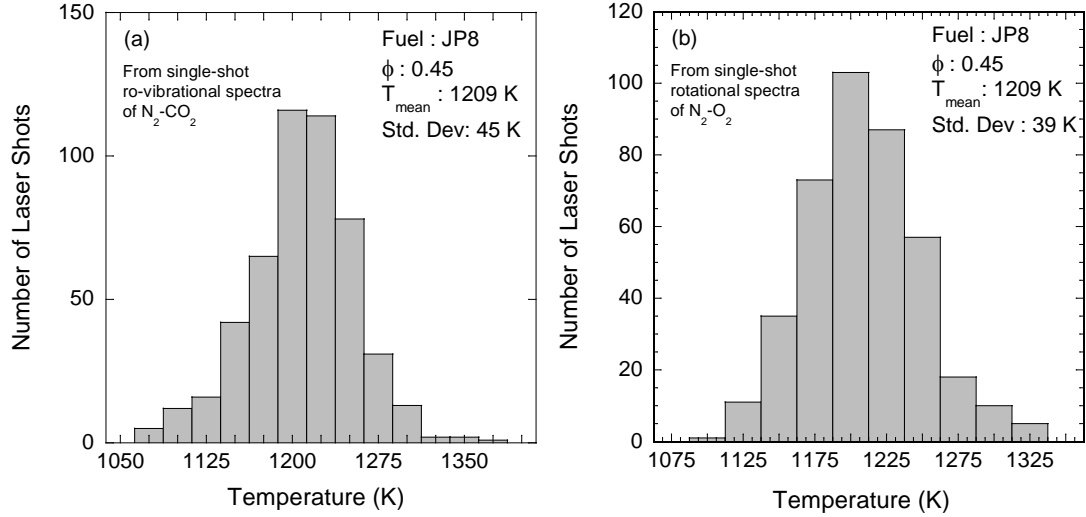 150
100
50
0
Number of Laser Shots
(a)
From single-shot
ro-vibrational spectra
of N₂-CO₂
Fuel : JP8
ϕ : 0.45
T_mean : 1209 K
Std. Dev: 45 K
1050 1125 1200 1275 1350
Temperature (K)
120
100
80
60
40
20
0
Number of Laser Shots
(b)
From single-shot
rotational spectra
of N₂-O₂
Fuel : JP8
ϕ : 0.45
T_mean : 1209 K
Std. Dev : 39 K
1075 1125 1175 1225 1275 1325
Temperature (K)